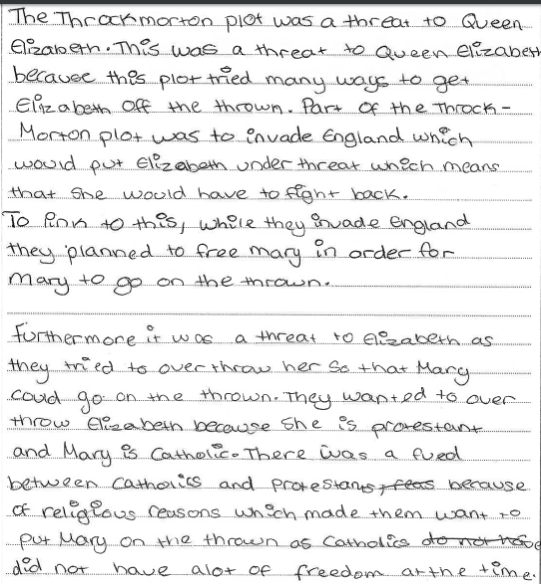 The Throckmorton plot was a threat to Queen
Elizabeth. This was a threat to Queen Elizabeth
because this plot tried many ways to get
Elizabeth off the thrown. Part of the Throck-
Morton plot was to invade England which
would put Elizabeth under threat which means
that she would have to fight back.
To link to this, while they invade England
they planned to free mary in order for
mary to go on the thrown.
furthermore it was a threat to Elizabeth as
they tried to overthrow her so that Mary
coud go on the thrown. They wanted to over
throw Elizabeth because she is protestant
and Mary is Catholic. There was a fued
between Catholics and Protestants, because
of religious reasons which made them want to
put Mary on the thrown as Catholics do not have
did not have alot of freedom at the time.